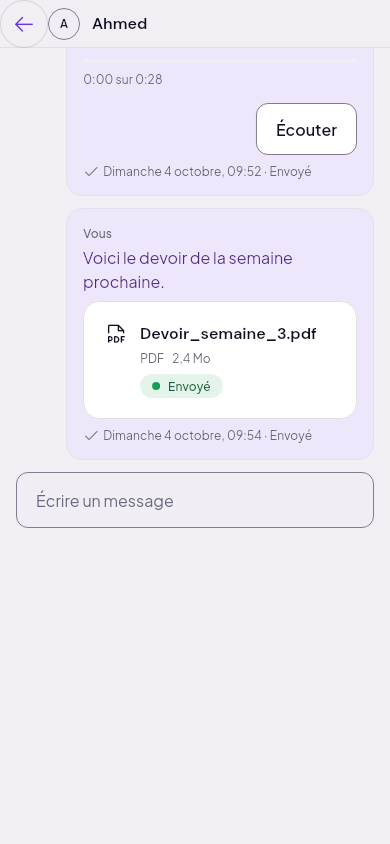 A
Ahmed
0:00 sur 0:28
Écouter
Dimanche 4 octobre, 09:52 · Envoyé
Vous
Voici le devoir de la semaine
prochaine.
PDF
Devoir_semaine_3.pdf
PDF 2,4 Mo
Envoyé
Dimanche 4 octobre, 09:54 · Envoyé
Écrire un message